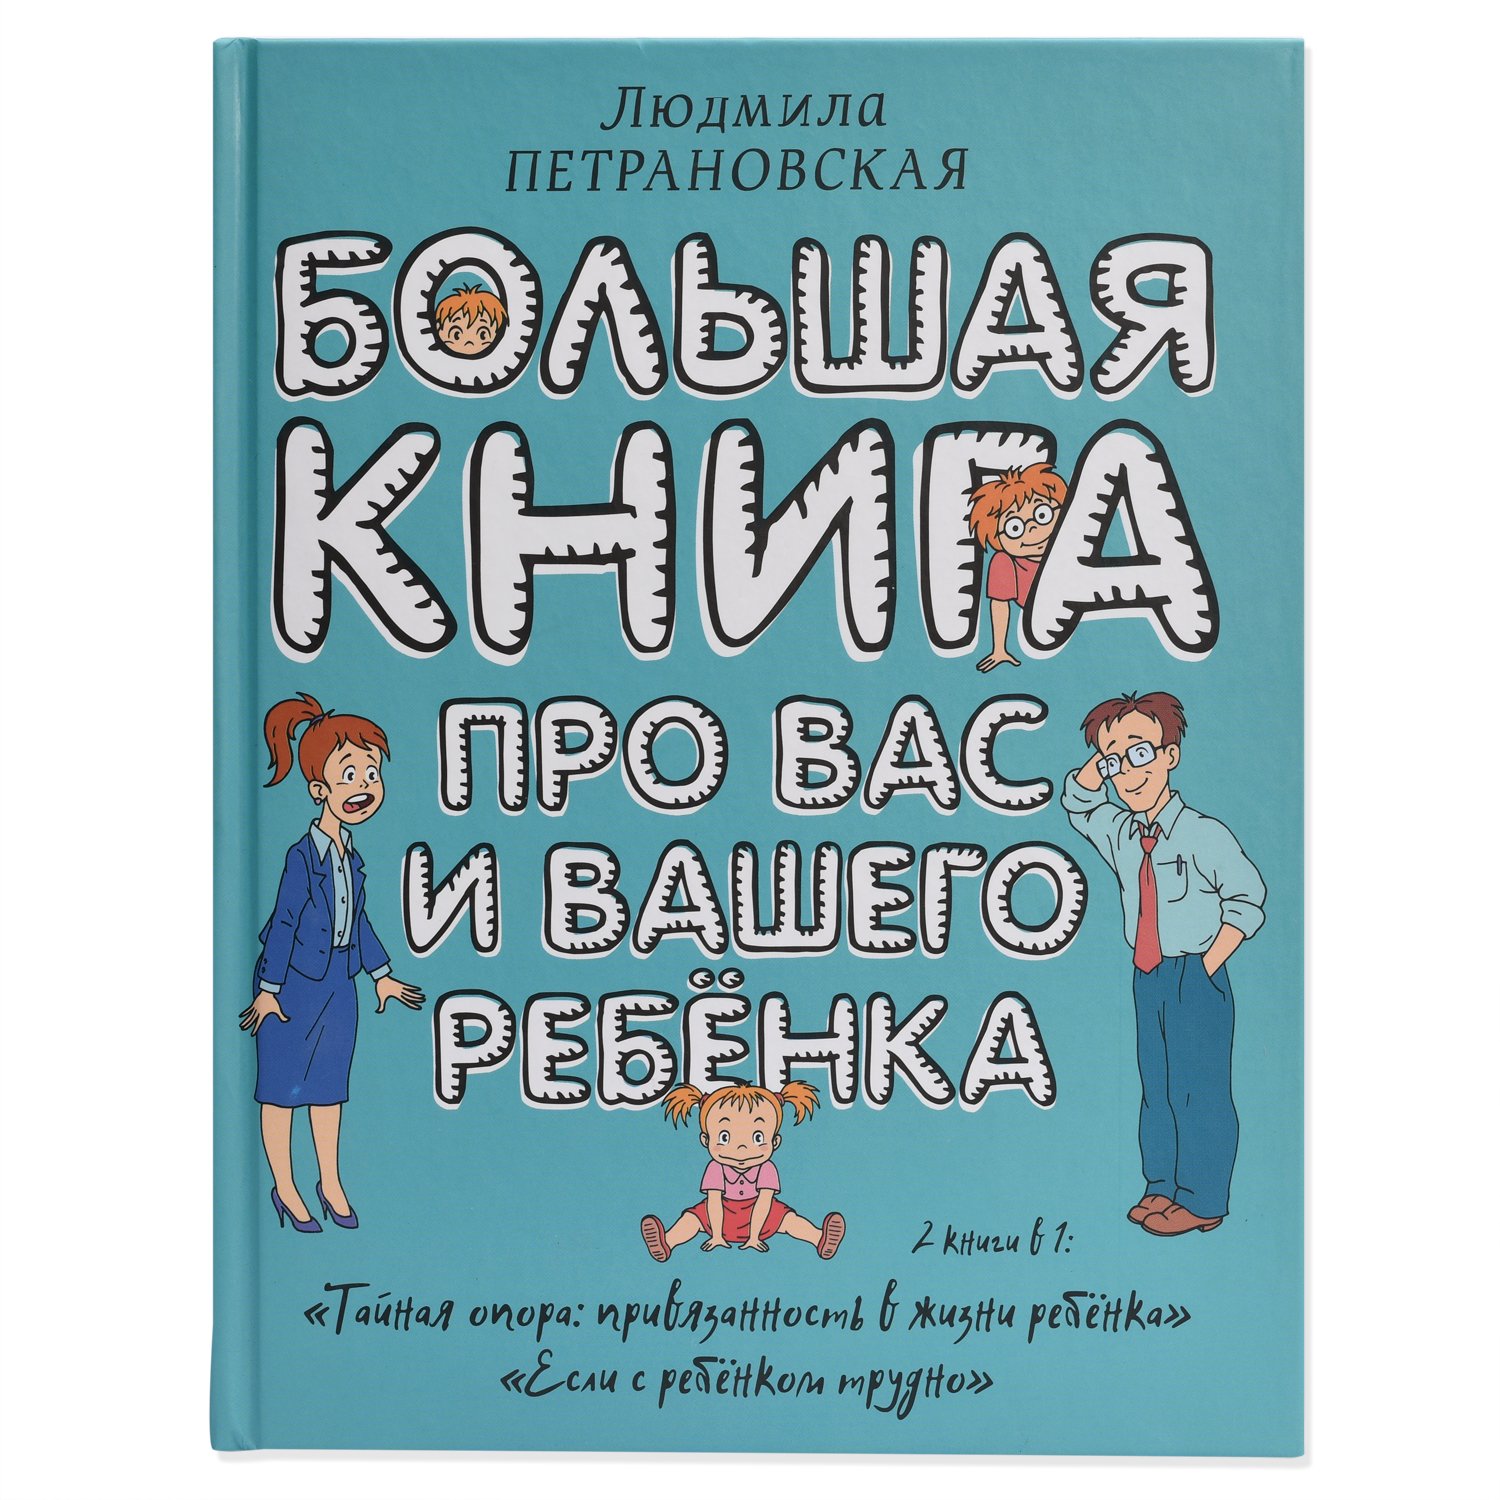 Людмила
ПЕТРАНОВСКАЯ
БОЛЬШАЯ
КНИГА
ПРО ВАС
И ВАШЕГО
РЕБЁНКА
2 книги в 1:
«Тайная опора: привязанность в жизни ребёнка»
«Если с ребёнком трудно»